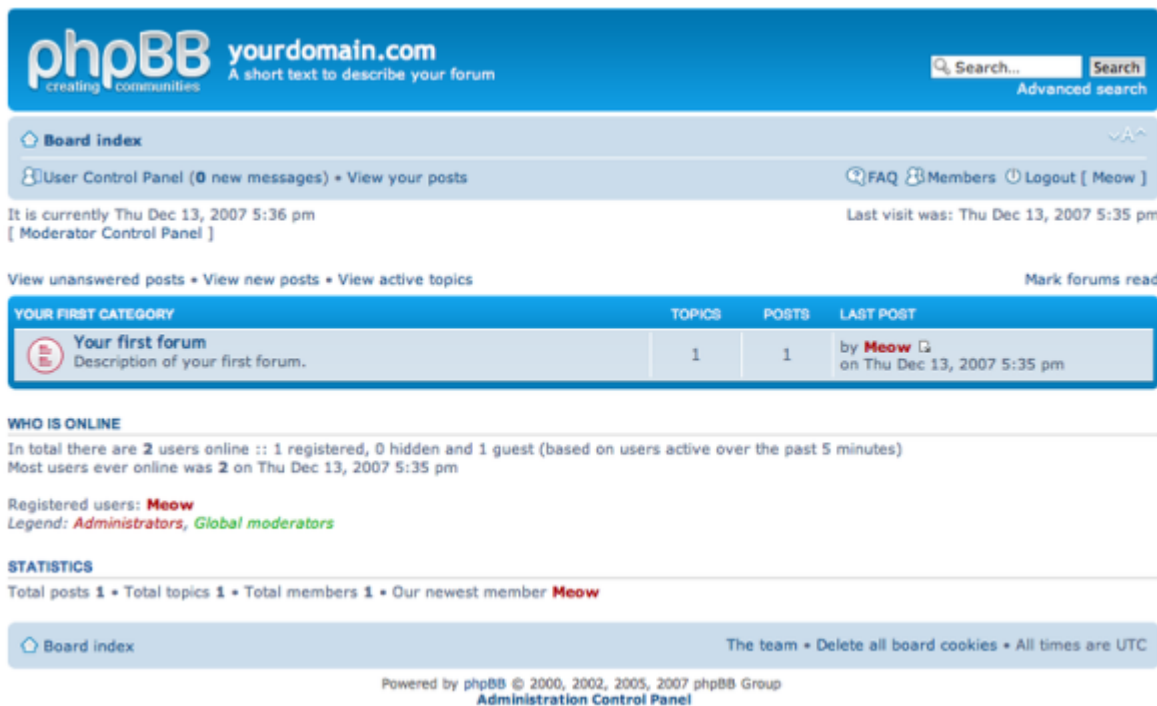 phpBB
creating communities
yourdomain.com
A short text to describe your forum
Search... Search
Advanced search
Board index
A
User Control Panel (0 new messages) • View your posts
FAQ Members Logout [ Meow ]
It is currently Thu Dec 13, 2007 5:36 pm
Last visit was: Thu Dec 13, 2007 5:35 pm
[ Moderator Control Panel ]
View unanswered posts • View new posts • View active topics
Mark forums read
YOUR FIRST CATEGORY TOPICS POSTS LAST POST
Your first forum
Description of your first forum.
1 1
by Meow
on Thu Dec 13, 2007 5:35 pm
WHO IS ONLINE
In total there are 2 users online :: 1 registered, 0 hidden and 1 guest (based on users active over the past 5 minutes)
Most users ever online was 2 on Thu Dec 13, 2007 5:35 pm
Registered users: Meow
Legend: Administrators, Global moderators
STATISTICS
Total posts 1 • Total topics 1 • Total members 1 • Our newest member Meow
Board index
The team • Delete all board cookies • All times are UTC
Powered by phpBB © 2000, 2002, 2005, 2007 phpBB Group
Administration Control Panel